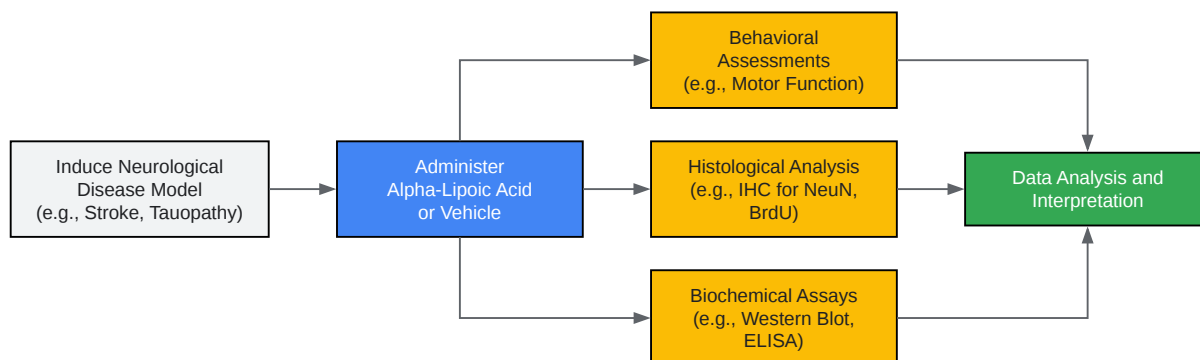 Induce Neurological
Disease Model
(e.g., Stroke, Tauopathy)
Administer
Alpha-Lipoic Acid
or Vehicle
Behavioral
Assessments
(e.g., Motor Function)
Histological Analysis
(e.g., IHC for NeuN,
BrdU)
Biochemical Assays
(e.g., Western Blot,
ELISA)
Data Analysis and
Interpretation